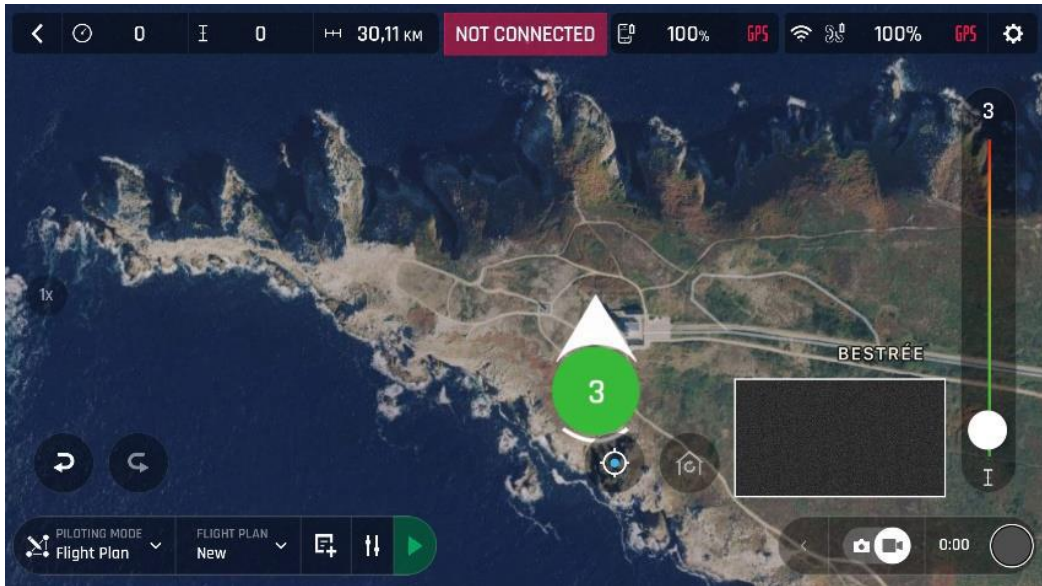 0
0
30,11 KM
NOT CONNECTED
100%
GPS
100%
GPS
3
1x
BESTRÉE
3
PILOTING MODE
Flight Plan
FLIGHT PLAN
New
0:00